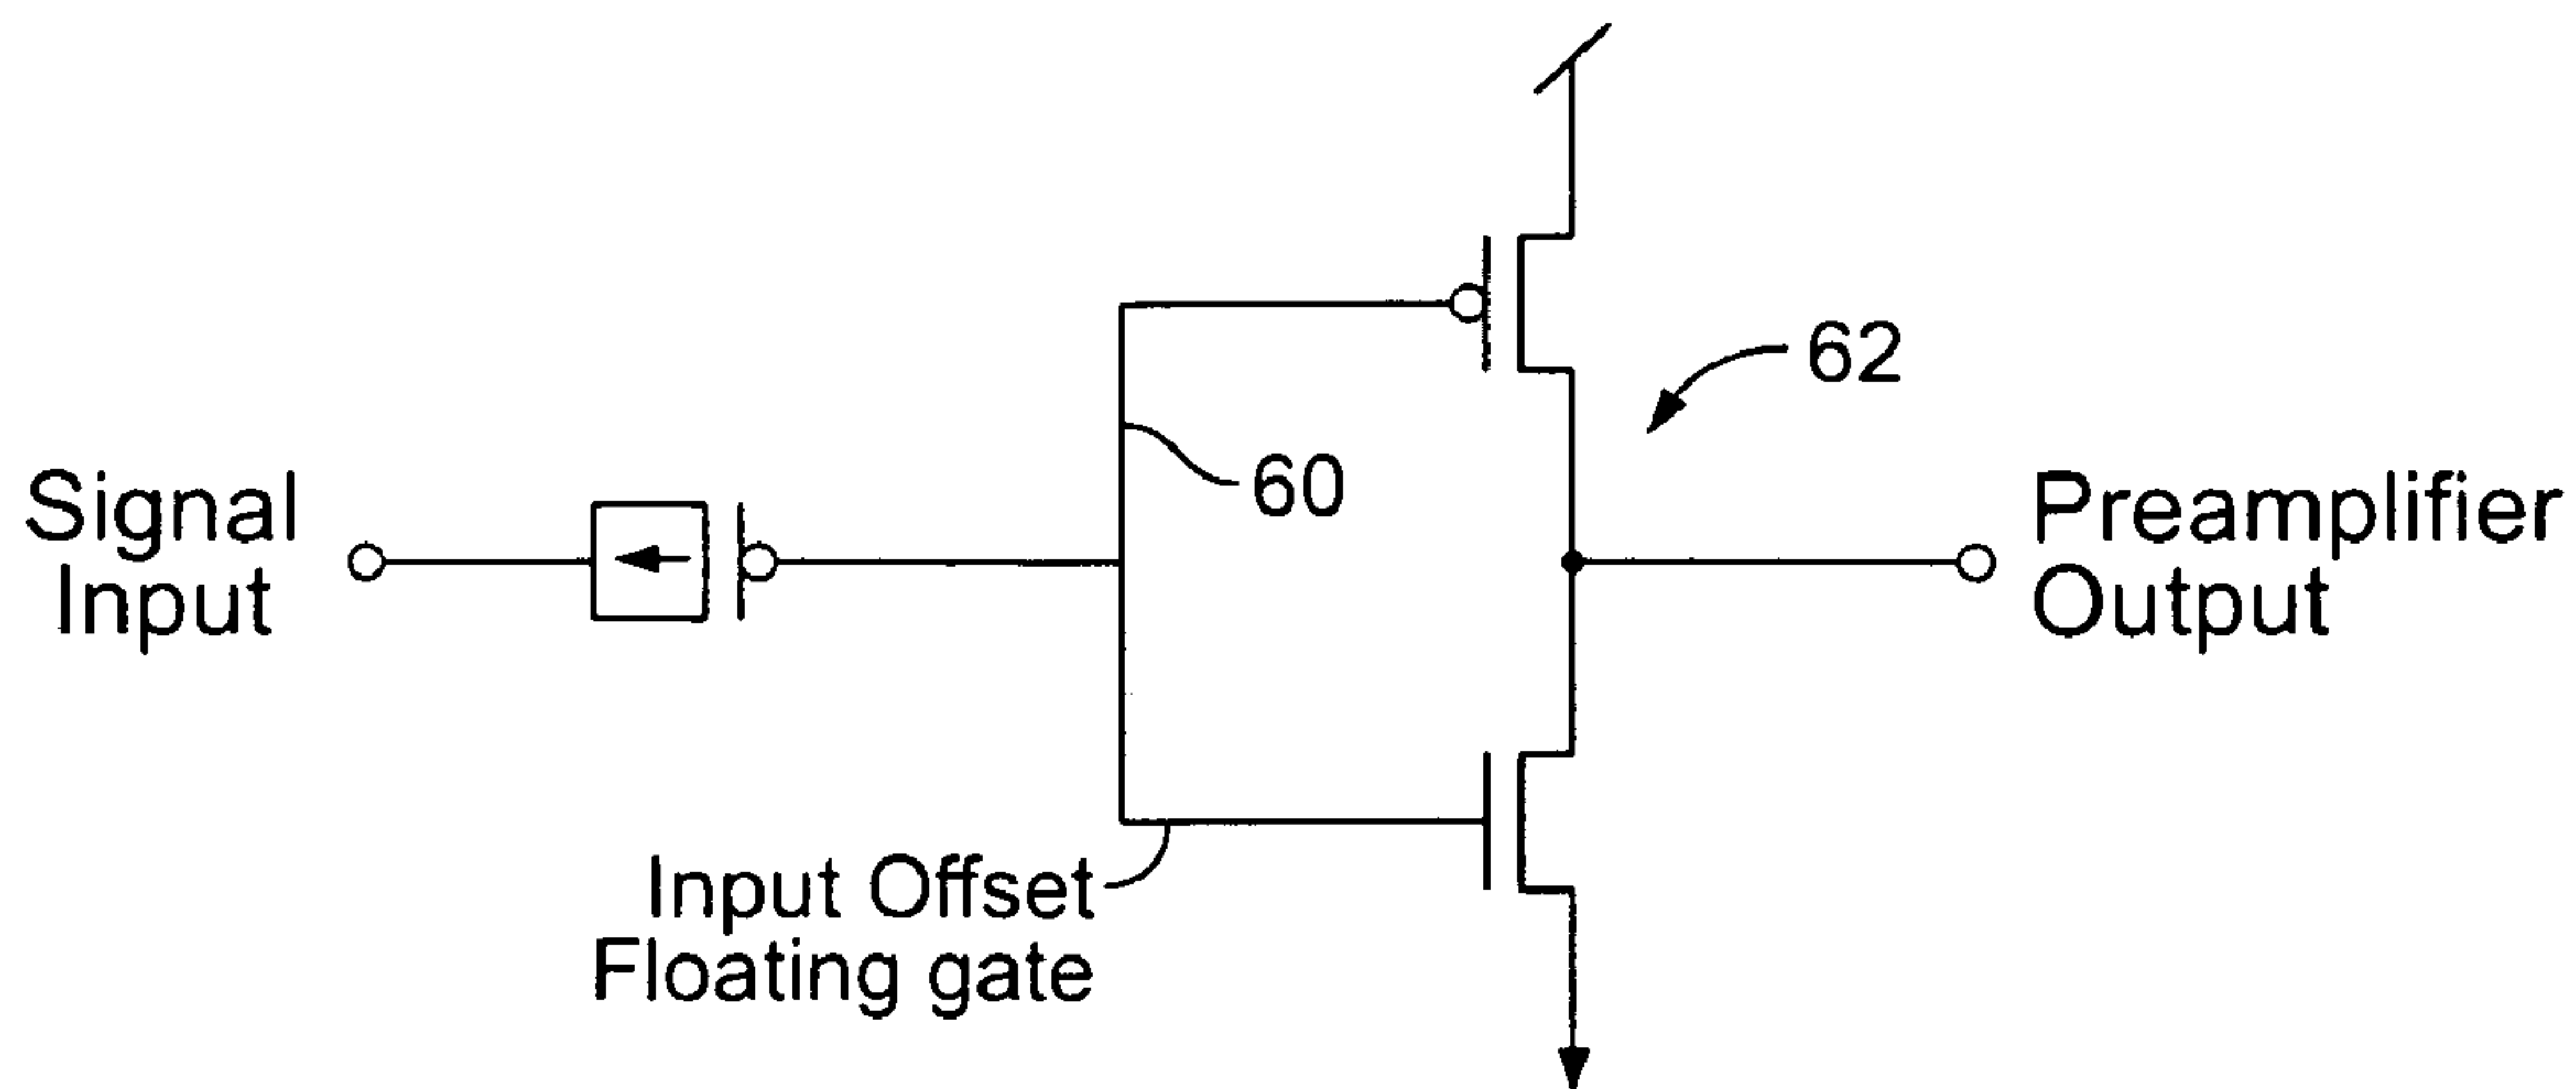 62
60
Signal
Input
Preamplifier
Output
Input Offset
Floating gate